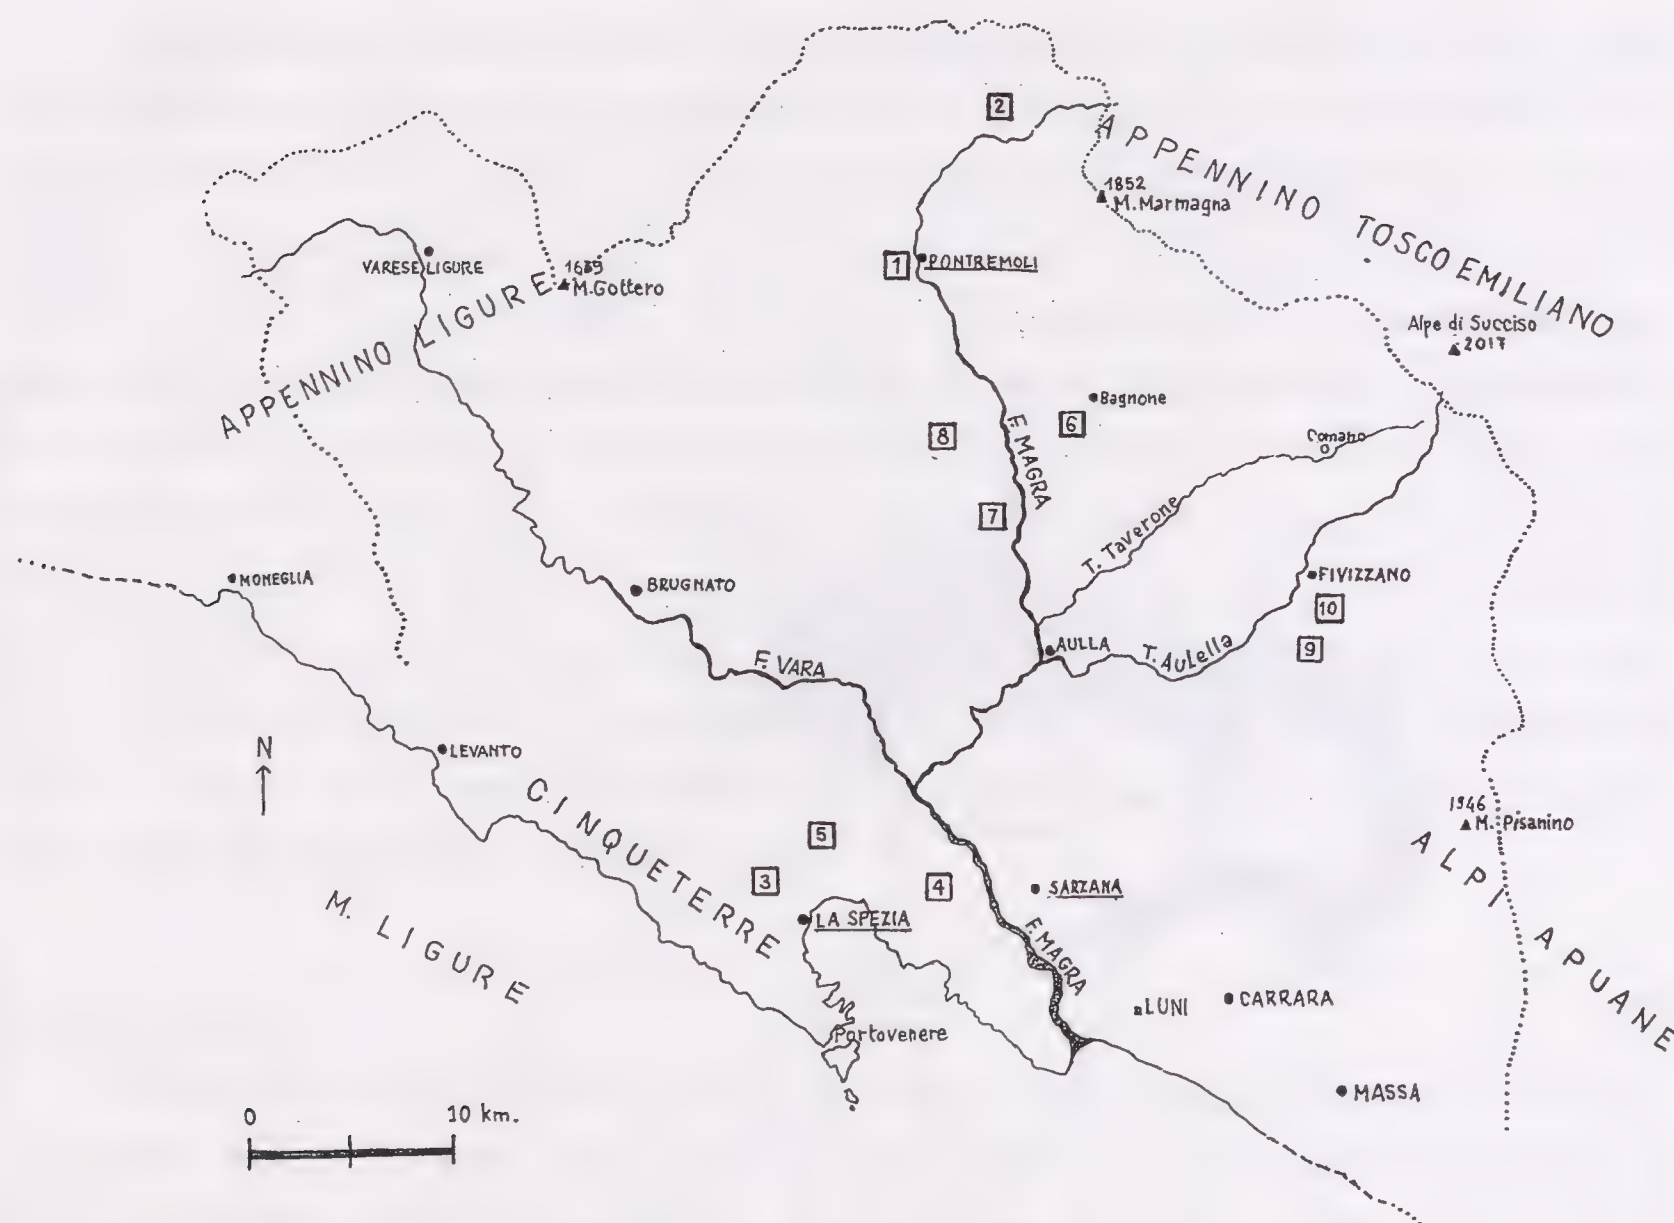 2
APPENNINO TOSCO EMILIANO
1852
M. Marmagna
VARESE LIGURE
1639
M. Gottero
1
PONTREMOLI
APPENNINO LIGURE
Alpe di Succiso
2017
Bagnone
6
8
F. MAGRA
Comano
7
T. Taverone
MONEGLIA
BRUGNATO
FIVIZZANO
10
AULLA
T. AuLella
9
F. VARA
N
LEVANTO
CINQUETERRE
1946
M. Pisanino
ALPI APUANE
5
3
4
SARZANA
LA SPEZIA
M. LIGURE
F. MAGRA
LUNI
CARRARA
Portovenere
MASSA
0 10 km.